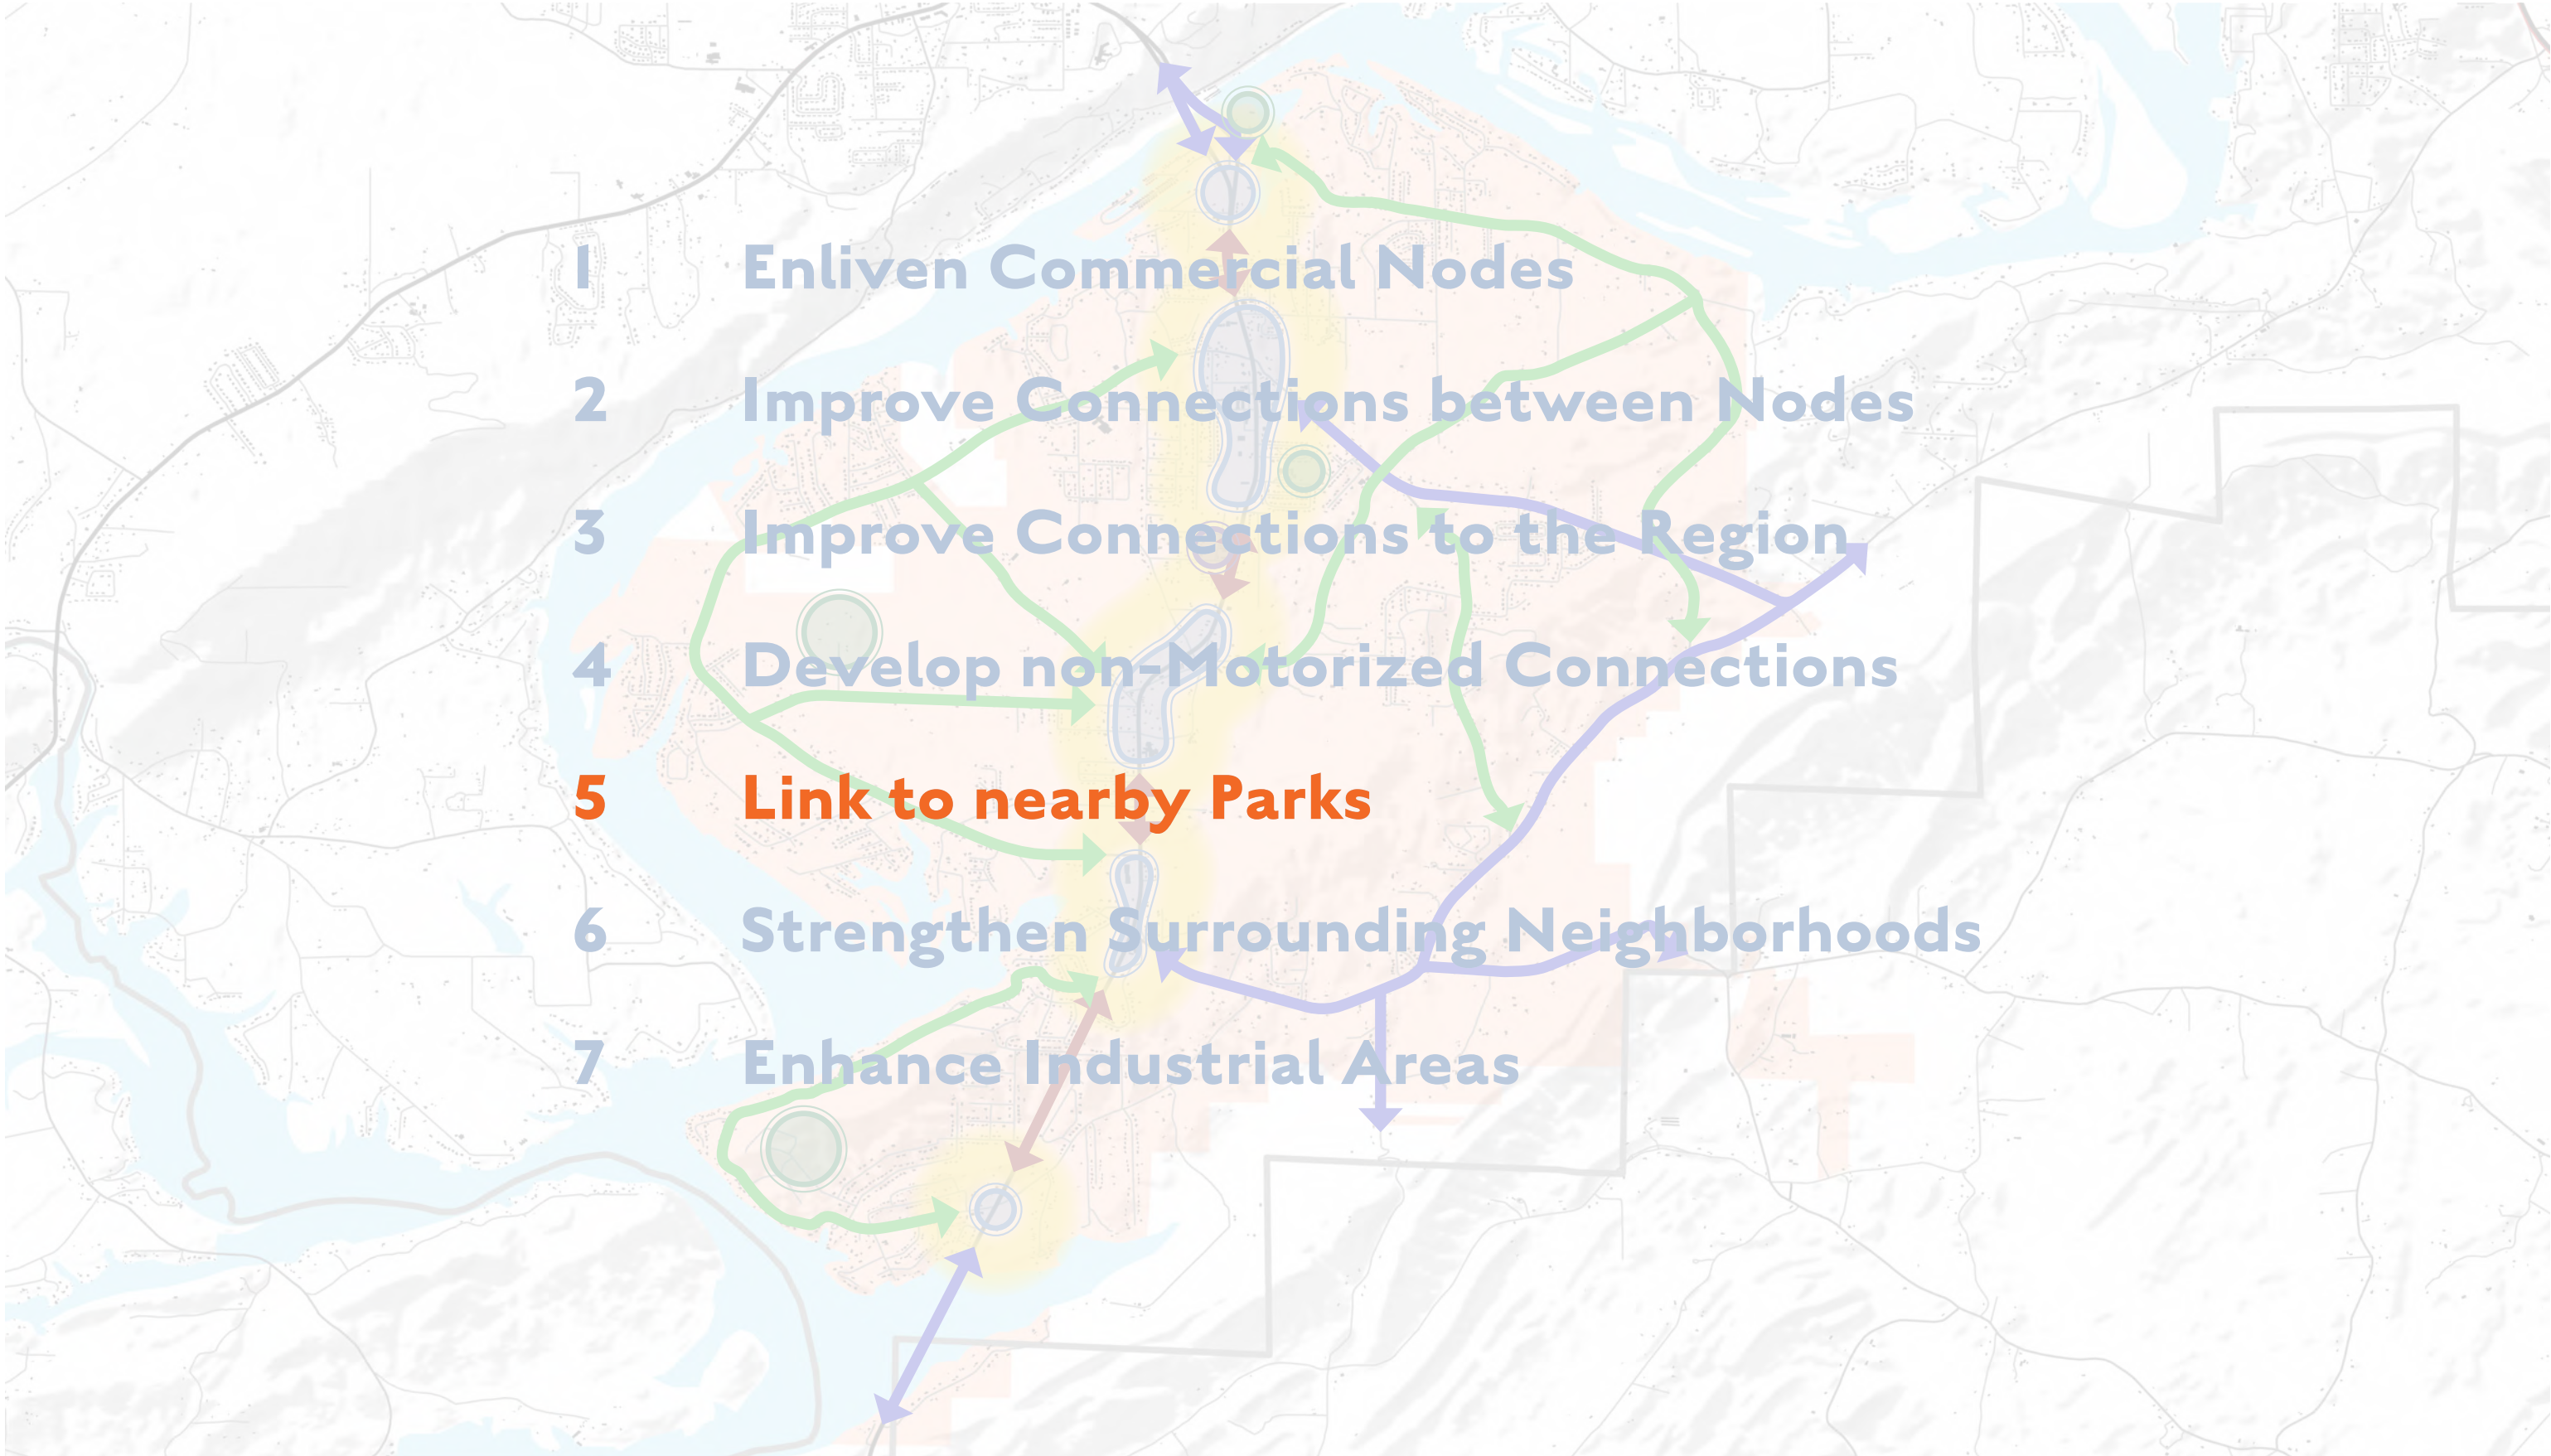 1 Enliven Commercial Nodes
2 Improve Connections between Nodes
3 Improve Connections to the Region
4 Develop non-Motorized Connections
5 Link to nearby Parks
6 Strengthen Surrounding Neighborhoods
7 Enhance Industrial Areas